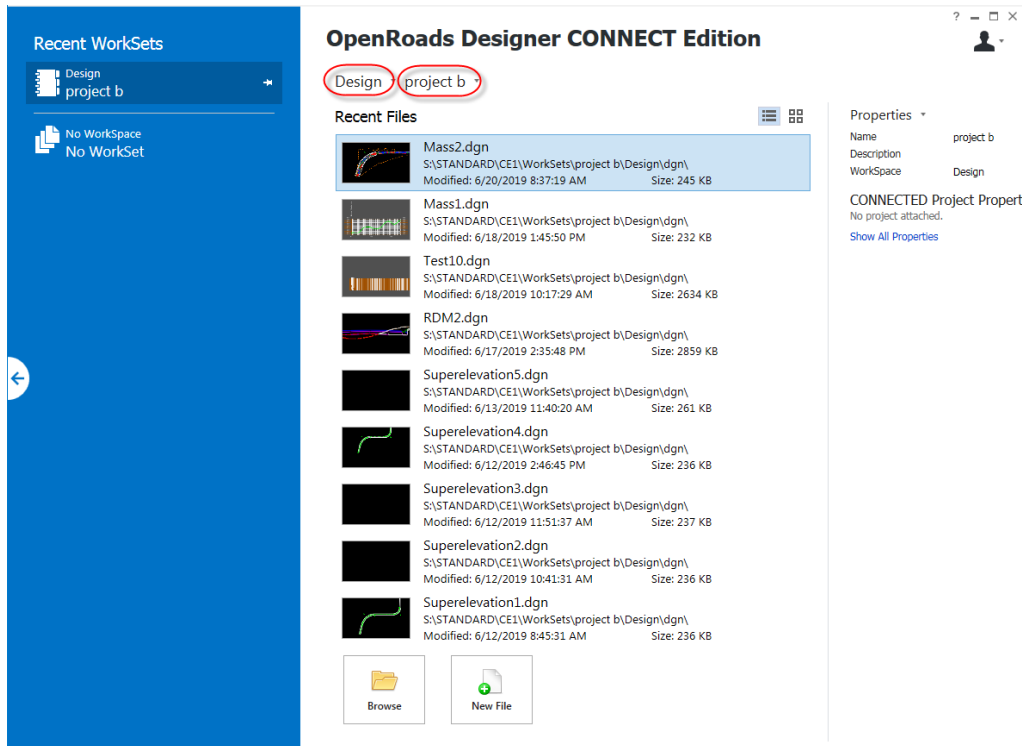 ?
Recent WorkSets
OpenRoads Designer CONNECT Edition
Design
project b
No WorkSpace
No WorkSet
Design project b
Recent Files
Mass2.dgn
S:\STANDARD\CE1\WorkSets\project b\Design\dgn\
Modified: 6/20/2019 8:37:19 AM Size: 245 KB
Mass1.dgn
S:\STANDARD\CE1\WorkSets\project b\Design\dgn\
Modified: 6/18/2019 1:45:50 PM Size: 232 KB
Test10.dgn
S:\STANDARD\CE1\WorkSets\project b\Design\dgn\
Modified: 6/18/2019 10:17:29 AM Size: 2634 KB
RDM2.dgn
S:\STANDARD\CE1\WorkSets\project b\Design\dgn\
Modified: 6/17/2019 2:35:48 PM Size: 2859 KB
Superelevation5.dgn
S:\STANDARD\CE1\WorkSets\project b\Design\dgn\
Modified: 6/13/2019 11:40:20 AM Size: 261 KB
Superelevation4.dgn
S:\STANDARD\CE1\WorkSets\project b\Design\dgn\
Modified: 6/12/2019 2:46:45 PM Size: 236 KB
Superelevation3.dgn
S:\STANDARD\CE1\WorkSets\project b\Design\dgn\
Modified: 6/12/2019 11:51:37 AM Size: 237 KB
Superelevation2.dgn
S:\STANDARD\CE1\WorkSets\project b\Design\dgn\
Modified: 6/12/2019 10:41:31 AM Size: 236 KB
Superelevation1.dgn
S:\STANDARD\CE1\WorkSets\project b\Design\dgn\
Modified: 6/12/2019 8:45:31 AM Size: 236 KB
Browse
New File
Properties
Name project b
Description
WorkSpace Design
CONNECTED Project Propert
No project attached.
Show All Properties